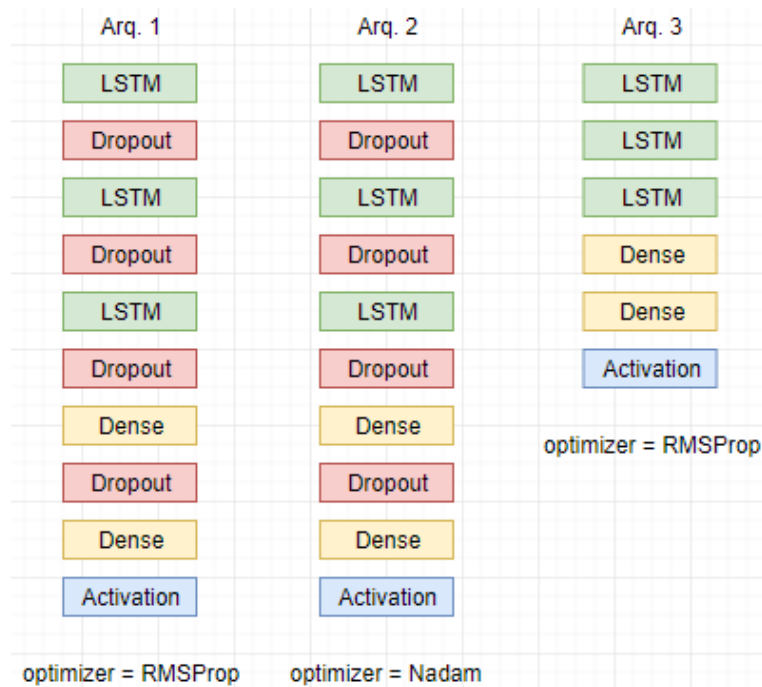 Arq. 1
LSTM
Dropout
LSTM
Dropout
LSTM
Dropout
Dense
Dropout
Dense
Activation
optimizer = RMSProp
Arq. 2
LSTM
Dropout
LSTM
Dropout
LSTM
Dropout
Dense
Dropout
Dense
Activation
optimizer = Nadam
Arq. 3
LSTM
LSTM
LSTM
Dense
Dense
Activation
optimizer = RMSProp